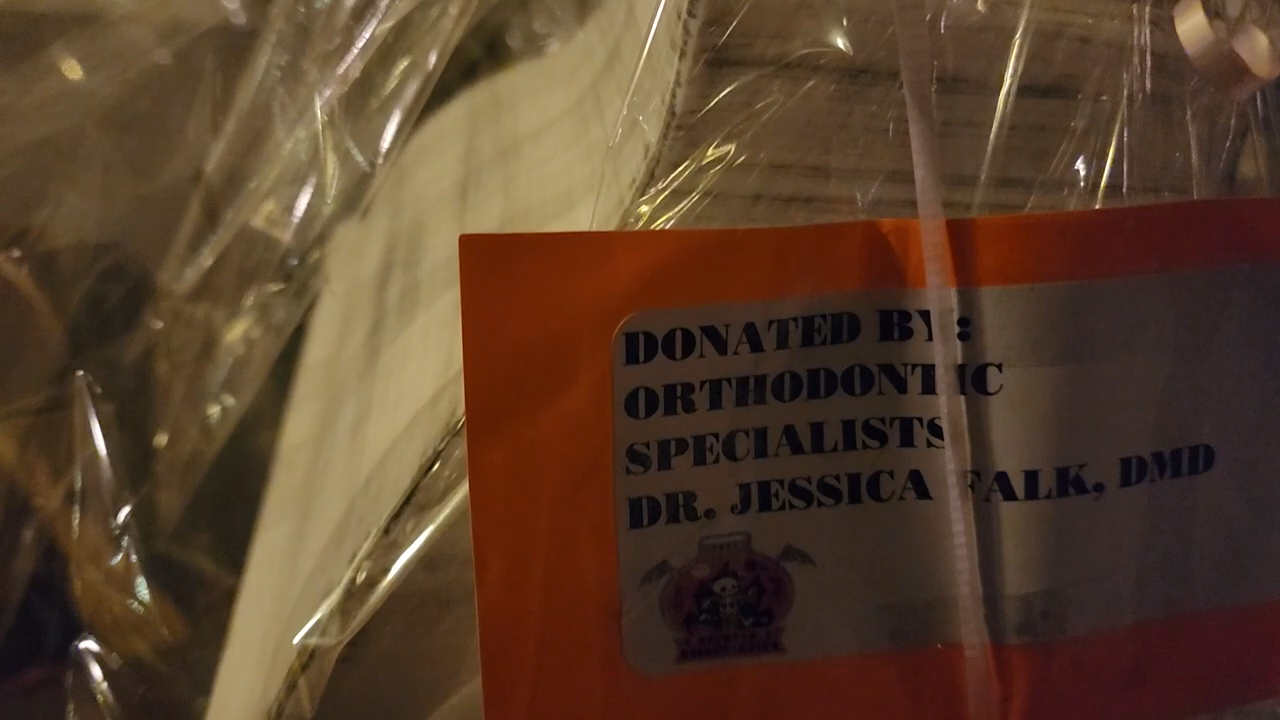 DONATED BY:
ORTHODONTIC
SPECIALISTS
DR. JESSICA FALK, DMD